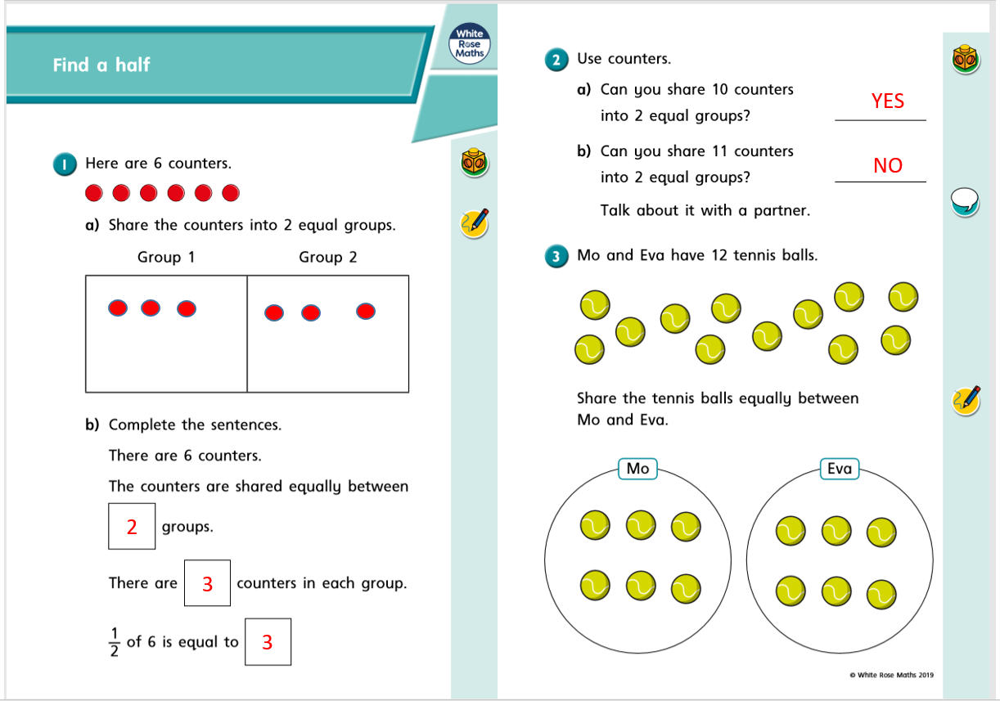 Find a half
White
Rose
Maths
1
Here are 6 counters.
a) Share the counters into 2 equal groups.
Group 1 Group 2
b) Complete the sentences.
There are 6 counters.
The counters are shared equally between
2 groups.
There are 3 counters in each group.
1/2 of 6 is equal to 3
2 Use counters.
a) Can you share 10 counters
into 2 equal groups? YES
b) Can you share 11 counters
into 2 equal groups? NO
Talk about it with a partner.
3 Mo and Eva have 12 tennis balls.
Share the tennis balls equally between
Mo and Eva.
Mo Eva
© White Rose Maths 2019